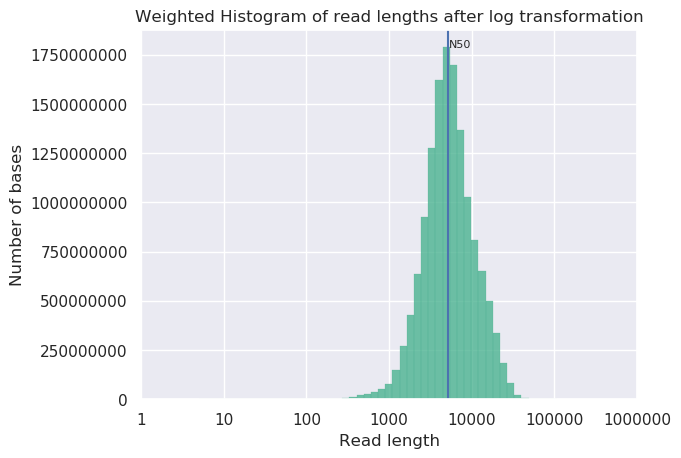 Weighted Histogram of read lengths after log transformation
N50
1750000000
1500000000
1250000000
1000000000
750000000
500000000
250000000
0
Number of bases
1 10 100 1000 10000 100000 1000000
Read length